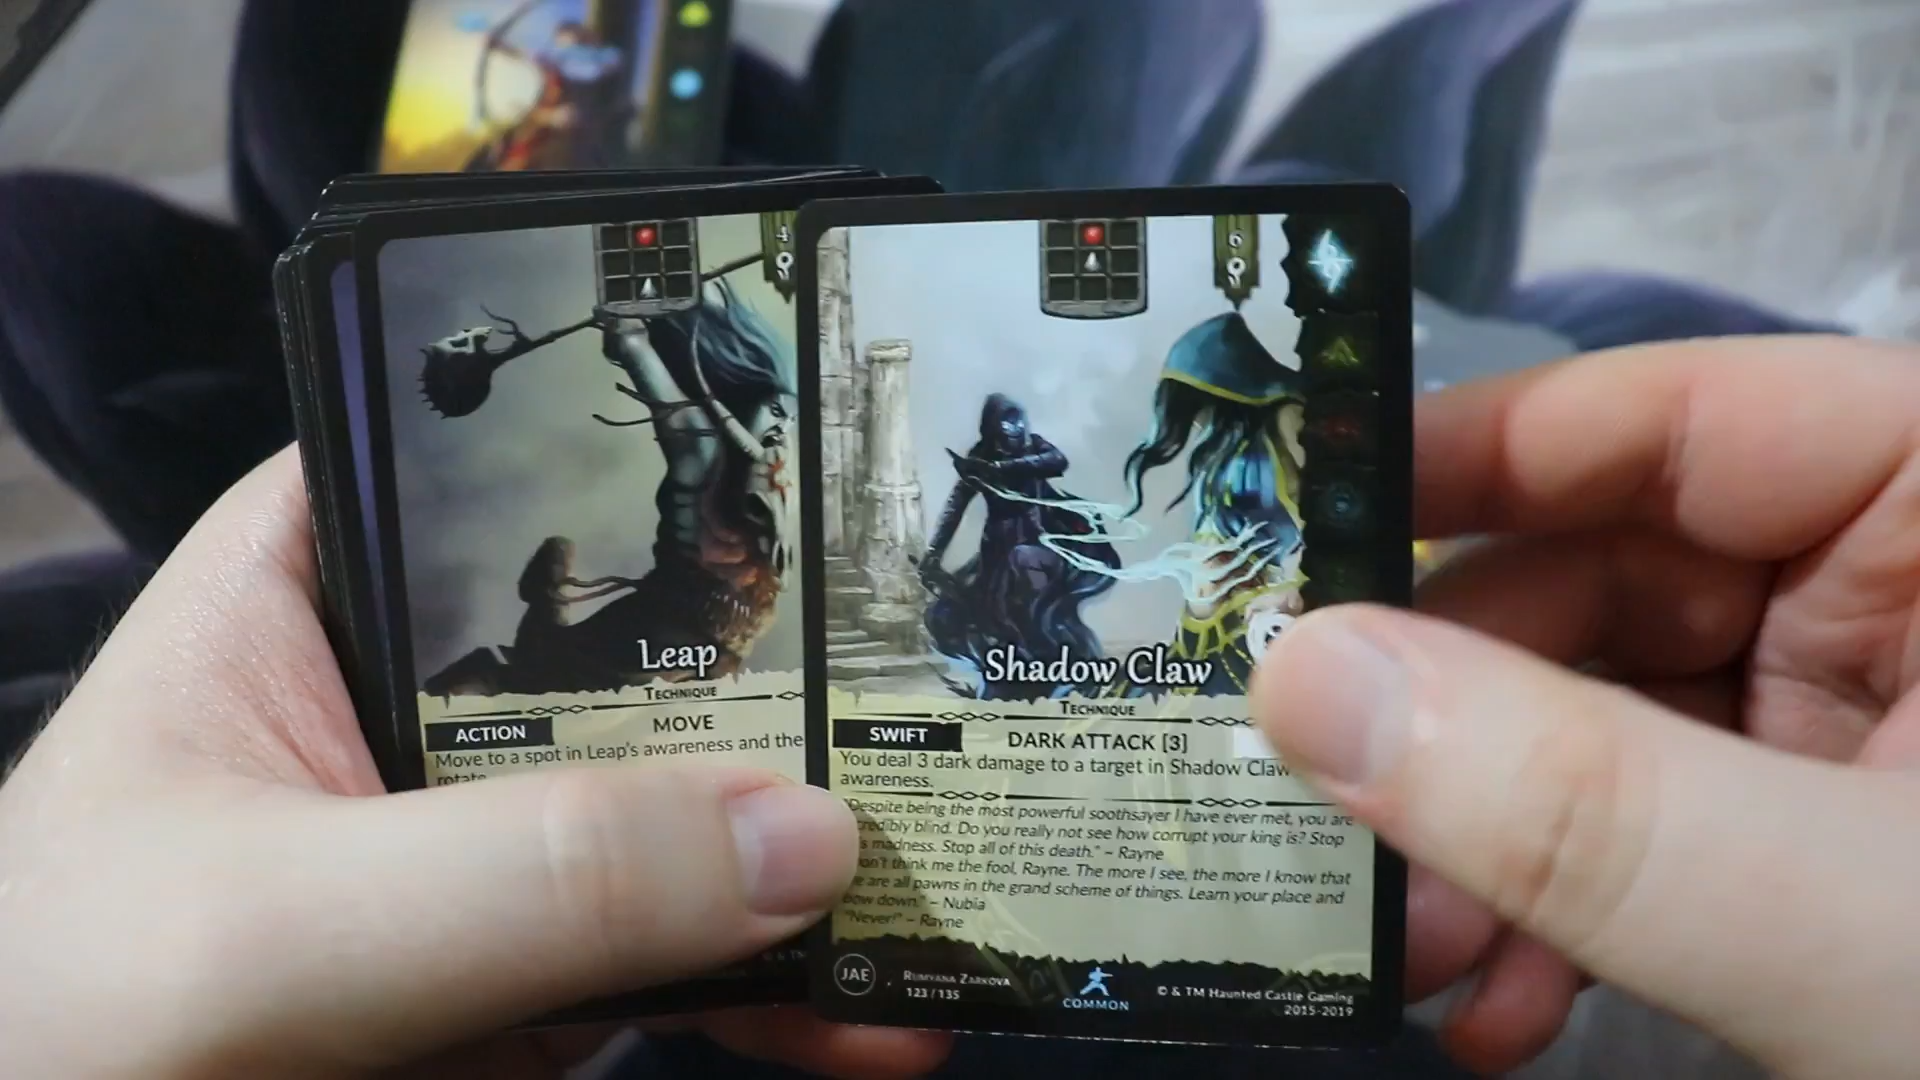 4
Leap
TECHNIQUE
ACTION
MOVE
Move to a spot in Leap's awareness and the
rotate
6
Shadow Claw
TECHNIQUE
SWIFT
DARK ATTACK [3]
You deal 3 dark damage to a target in Shadow Claw
awareness.
"Despite being the most powerful soothsayer I have ever met, you are
credibly blind. Do you really not see how corrupt your king is? Stop
madness. Stop all of this death." – Rayne
think me the fool, Rayne. The more I see, the more I know that
are all pawns in the grand scheme of things. Learn your place and
bow down." – Nubia
"Never!" – Rayne
JAE
RUMYANA ZARKOVA
123 / 135
COMMON
© & TM Haunted Castle Gaming
2015-2019
© & TM